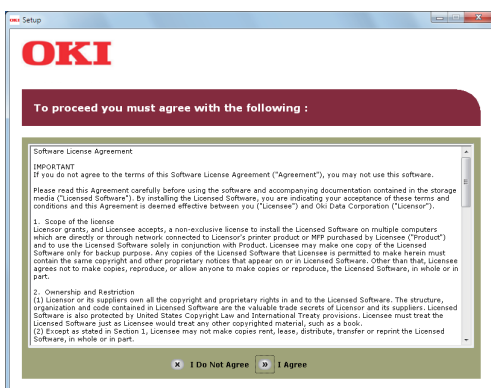 OKI Setup
OKI
To proceed you must agree with the following :
Software License Agreement
IMPORTANT
If you do not agree to the terms of this Software License Agreement ("Agreement"), you may not use this software.
Please read this Agreement carefully before using the software and accompanying documentation contained in the storage
media ("Licensed Software"). By installing the Licensed Software, you are indicating your acceptance of these terms and
conditions and this Agreement is deemed effective between you ("Licensee") and Oki Data Corporation ("Licensor").
1. Scope of the license
Licensor grants, and Licensee accepts, a non-exclusive license to install the Licensed Software on multiple computers
which are directly or through network connected to Licensor's printer product or MFP purchased by Licensee ("Product")
and to use the Licensed Software solely in conjunction with Product. Licensee may make one copy of the Licensed
Software only for backup purpose. Any copies of the Licensed Software that Licensee is permitted to make herein must
contain the same copyright and other proprietary notices that appear on or in Licensed Software. Other than that, Licensee
agrees not to make copies, reproduce, or allow anyone to make copies or reproduce, the Licensed Software, in whole or in
part.
2. Ownership and Restriction
(1) Licensor or its suppliers own all the copyright and proprietary rights in and to the Licensed Software. The structure,
organization and code contained in Licensed Software are the valuable trade secrets of Licensor and its suppliers. Licensed
Software is also protected by United States Copyright Law and International Treaty provisions. Licensee must treat the
Licensed Software just as Licensee would treat any other copyrighted material, such as a book.
(2) Except as stated in Section 1, Licensee may not make copies rent, lease, distribute, transfer or reprint the Licensed
Software, in whole or in part.
I Do Not Agree I Agree